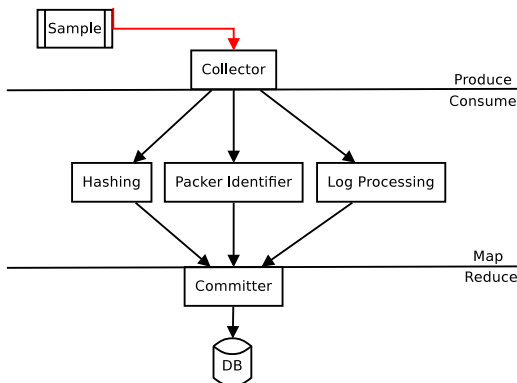 Sample
Collector
Produce
Consume
Hashing
Packer Identifier
Log Processing
Map
Reduce
Committer
DB